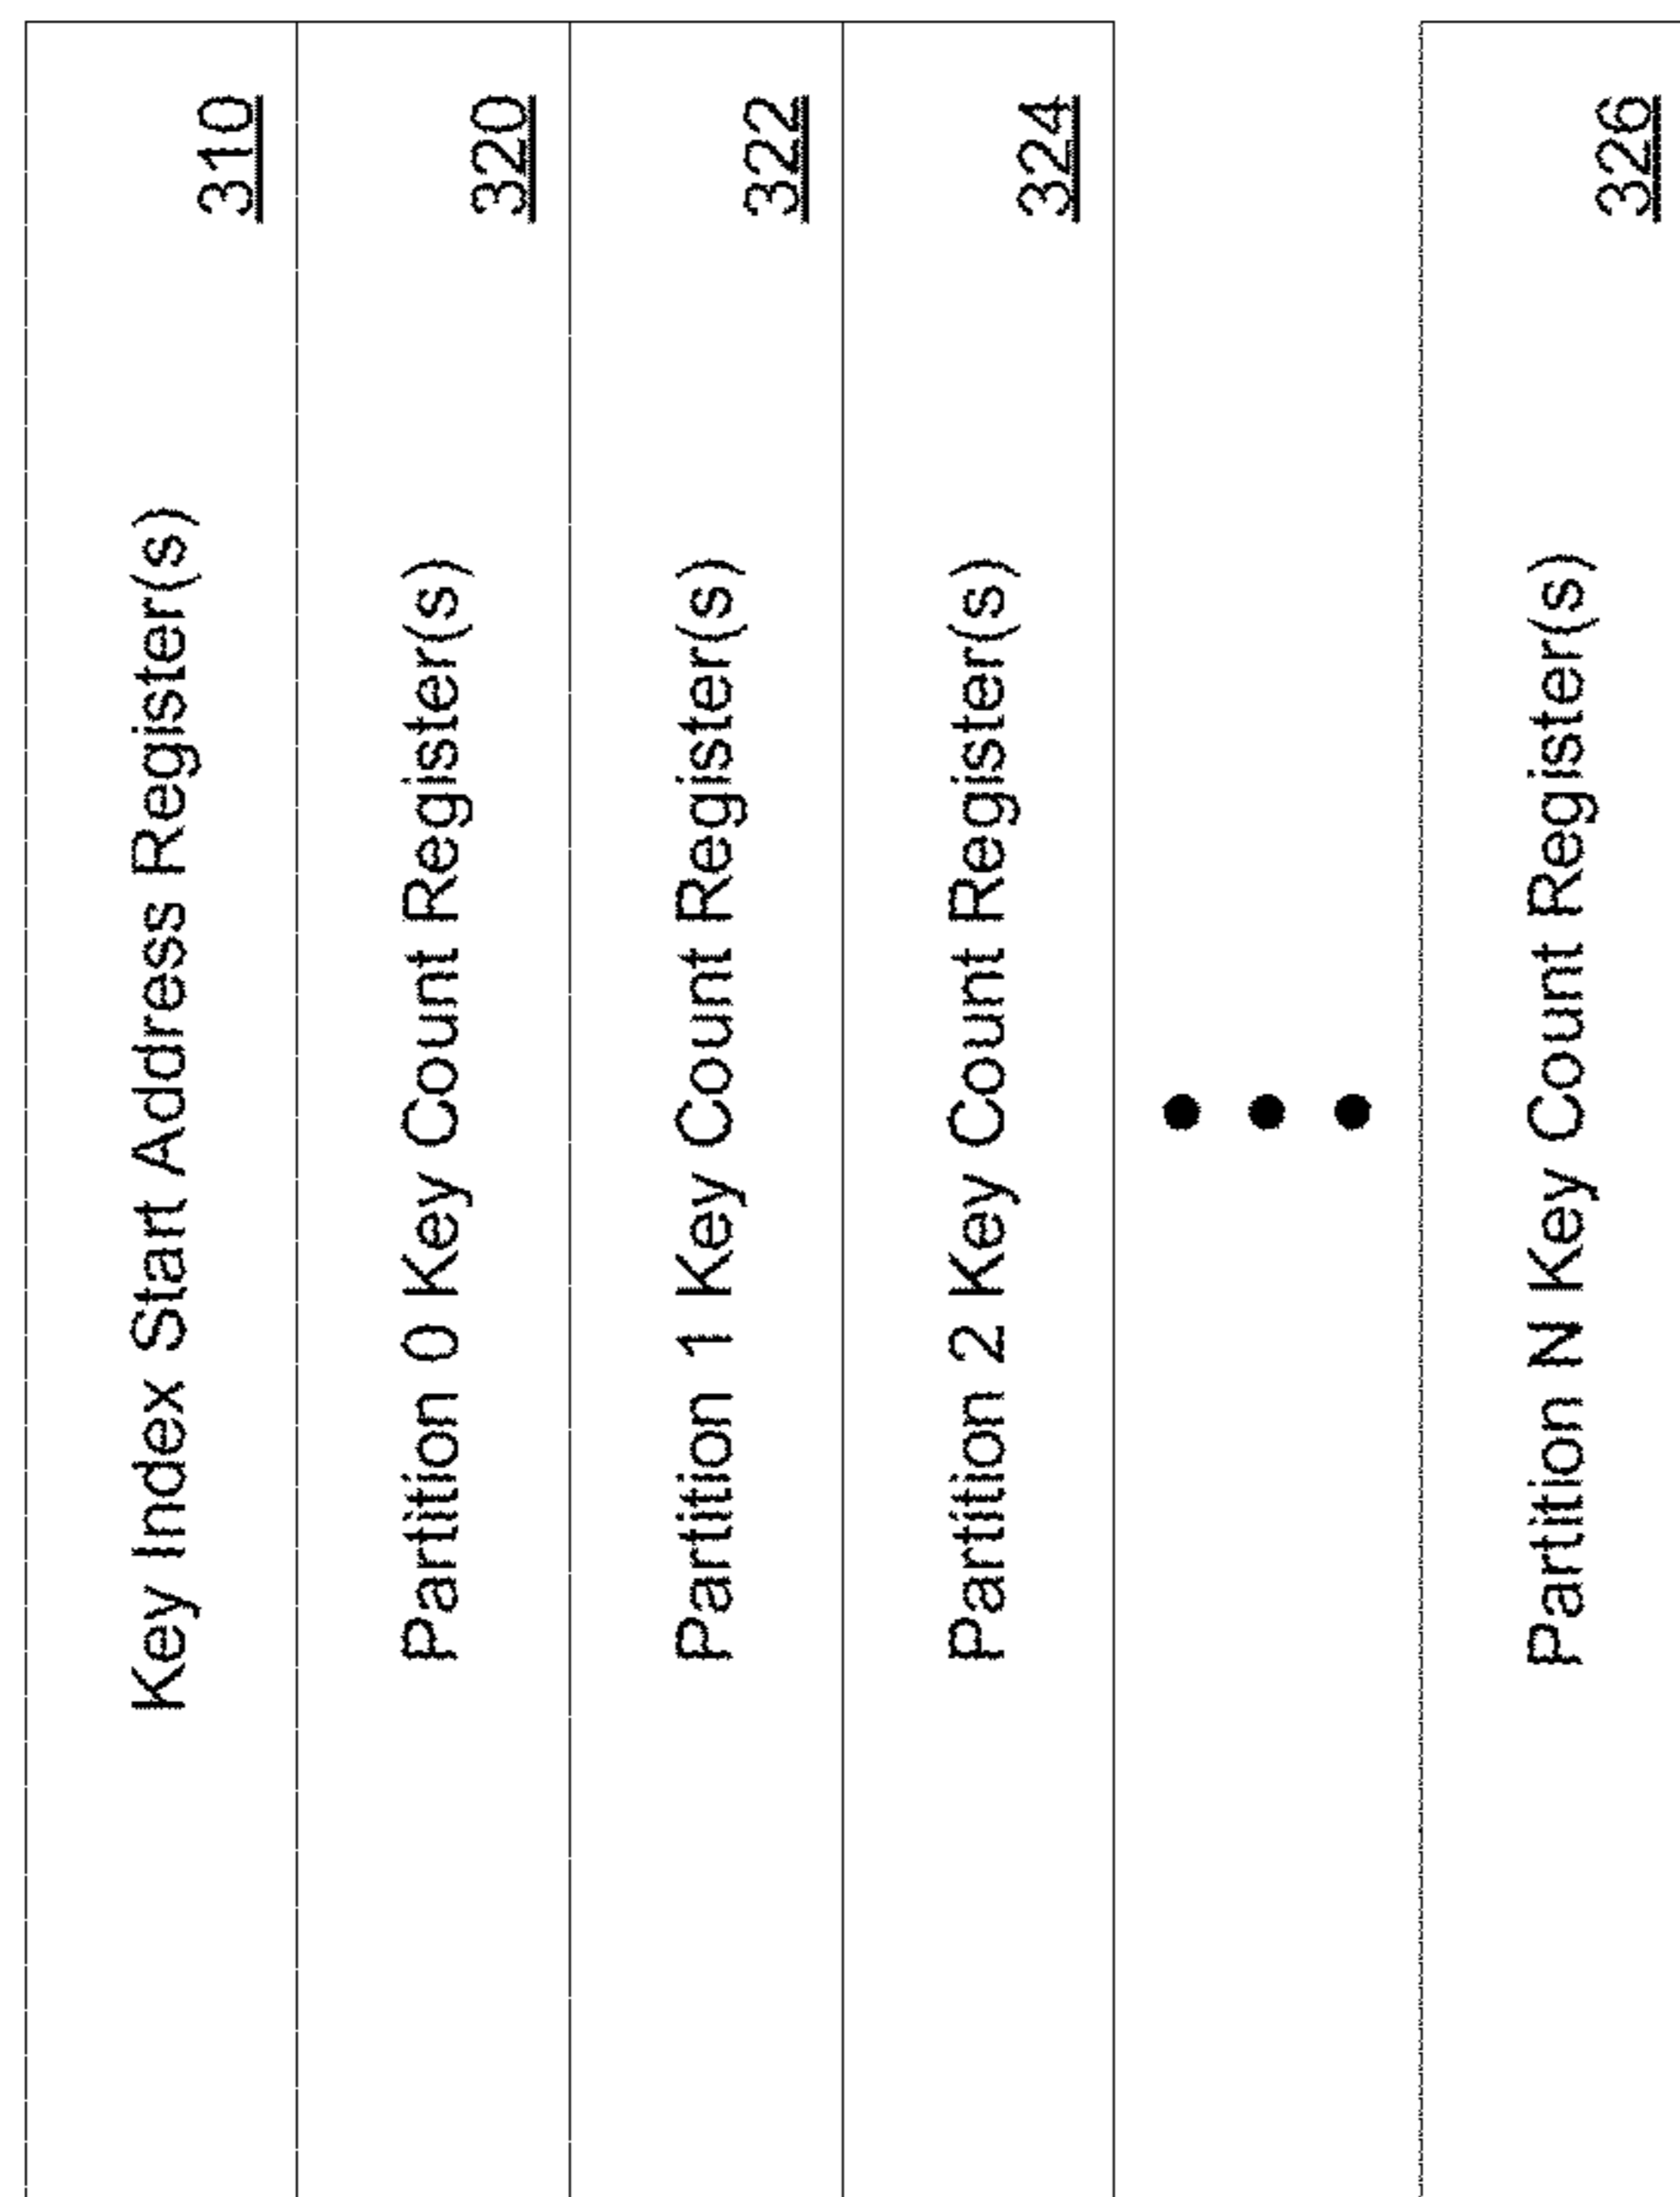 Key Index Start Address Register(s)
310
Partition 0 Key Count Register(s)
320
Partition 1 Key Count Register(s)
322
Partition 2 Key Count Register(s)
324
Partition N Key Count Register(s)
326